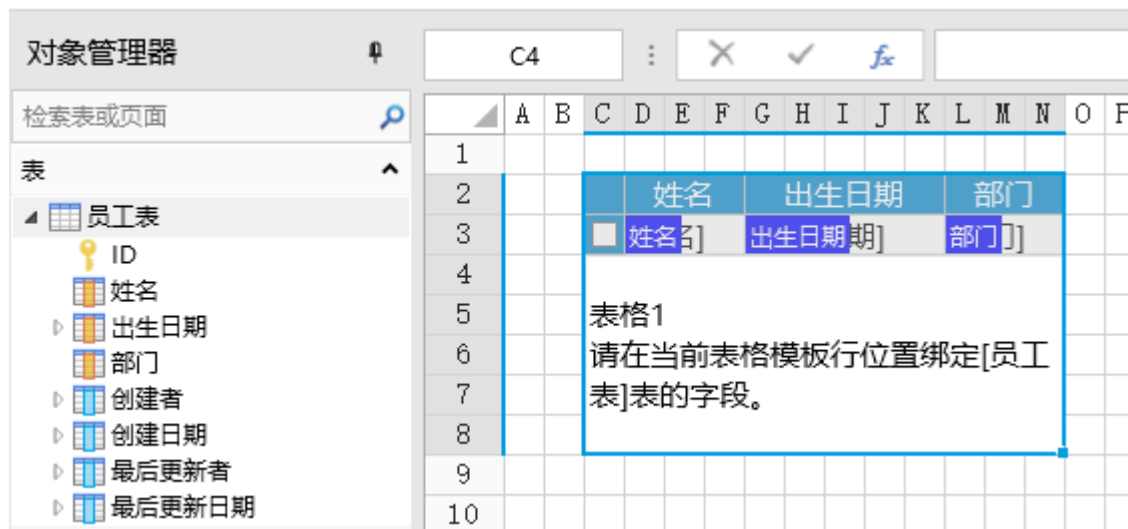 对象管理器
C4
fx
检索表或页面
A B C D E F G H I J K L M N O F
表
员工表
ID
姓名
出生日期
部门
创建者
创建日期
最后更新者
最后更新日期
1
2 姓名 出生日期 部门
3 姓名 出生日期期] 部门
4
5 表格1
6 请在当前表格模板行位置绑定[员工
7 表]表的字段。
8
9
10